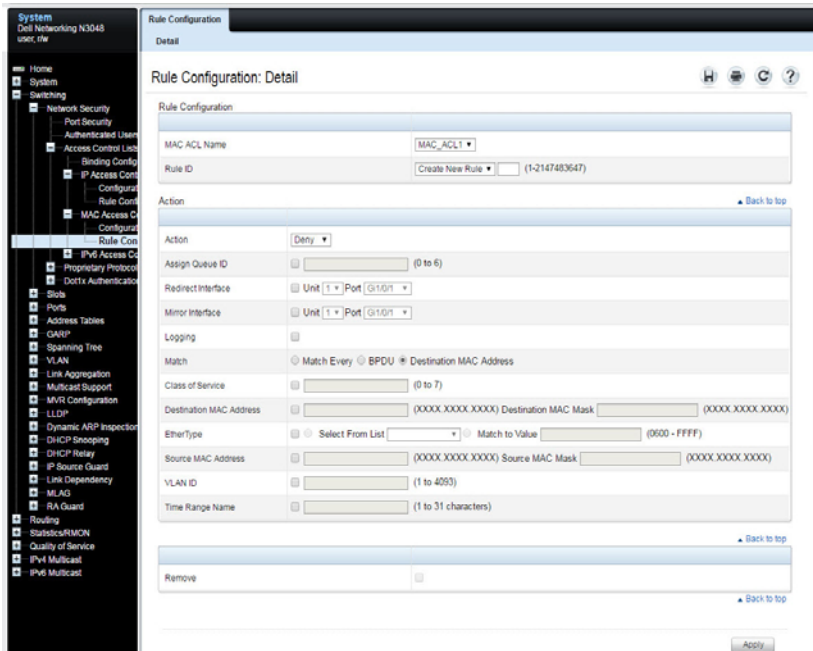 System
Dell Networking N3048
user, r/w
Home
System
Switching
Network Security
Port Security
Authenticated Users
Access Control Lists
Binding Config
IP Access Cont
Configurat
Rule Conf
MAC Access C
Configurat
Rule Con
IPv6 Access Co
Proprietary Protocol
Dot1x Authentication
Slots
Ports
Address Tables
GARP
Spanning Tree
VLAN
Link Aggregation
Multicast Support
MVR Configuration
LLDP
Dynamic ARP Inspection
DHCP Snooping
DHCP Relay
IP Source Guard
Link Dependency
MLAG
RA Guard
Routing
Statistics/RMON
Quality of Service
IPv4 Multicast
IPv6 Multicast
Rule Configuration
Detail
Rule Configuration: Detail
Rule Configuration
MAC ACL Name MAC_ACL1
Rule ID Create New Rule (1-2147483647)
Action Back to top
Action Deny
Assign Queue ID (0 to 6)
Redirect Interface Unit 1 Port Gi1/0/1
Mirror Interface Unit 1 Port Gi1/0/1
Logging
Match Match Every BPDU Destination MAC Address
Class of Service (0 to 7)
Destination MAC Address (XXXX.XXXX.XXXX) Destination MAC Mask (XXXX.XXXX.XXXX)
EtherType Select From List Match to Value (0600 - FFFF)
Source MAC Address (XXXX.XXXX.XXXX) Source MAC Mask (XXXX.XXXX.XXXX)
VLAN ID (1 to 4093)
Time Range Name (1 to 31 characters)
Back to top
Remove
Back to top
Apply